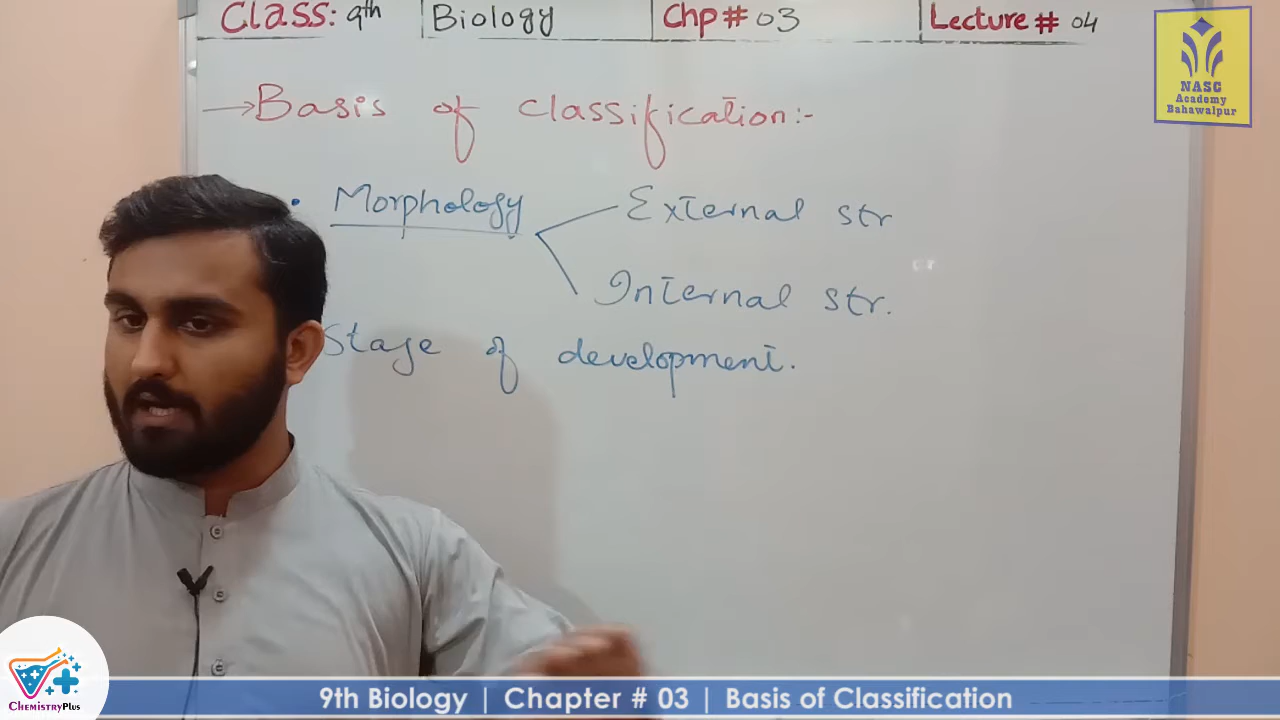 Class: 9th Biology Chp # 03 Lecture # 04
NASC
Academy
Bahawalpur
→ Basis of classification:-
• Morphology External str
Internal str.
Stage of development.
ChemistryPlus
9th Biology | Chapter # 03 | Basis of Classification